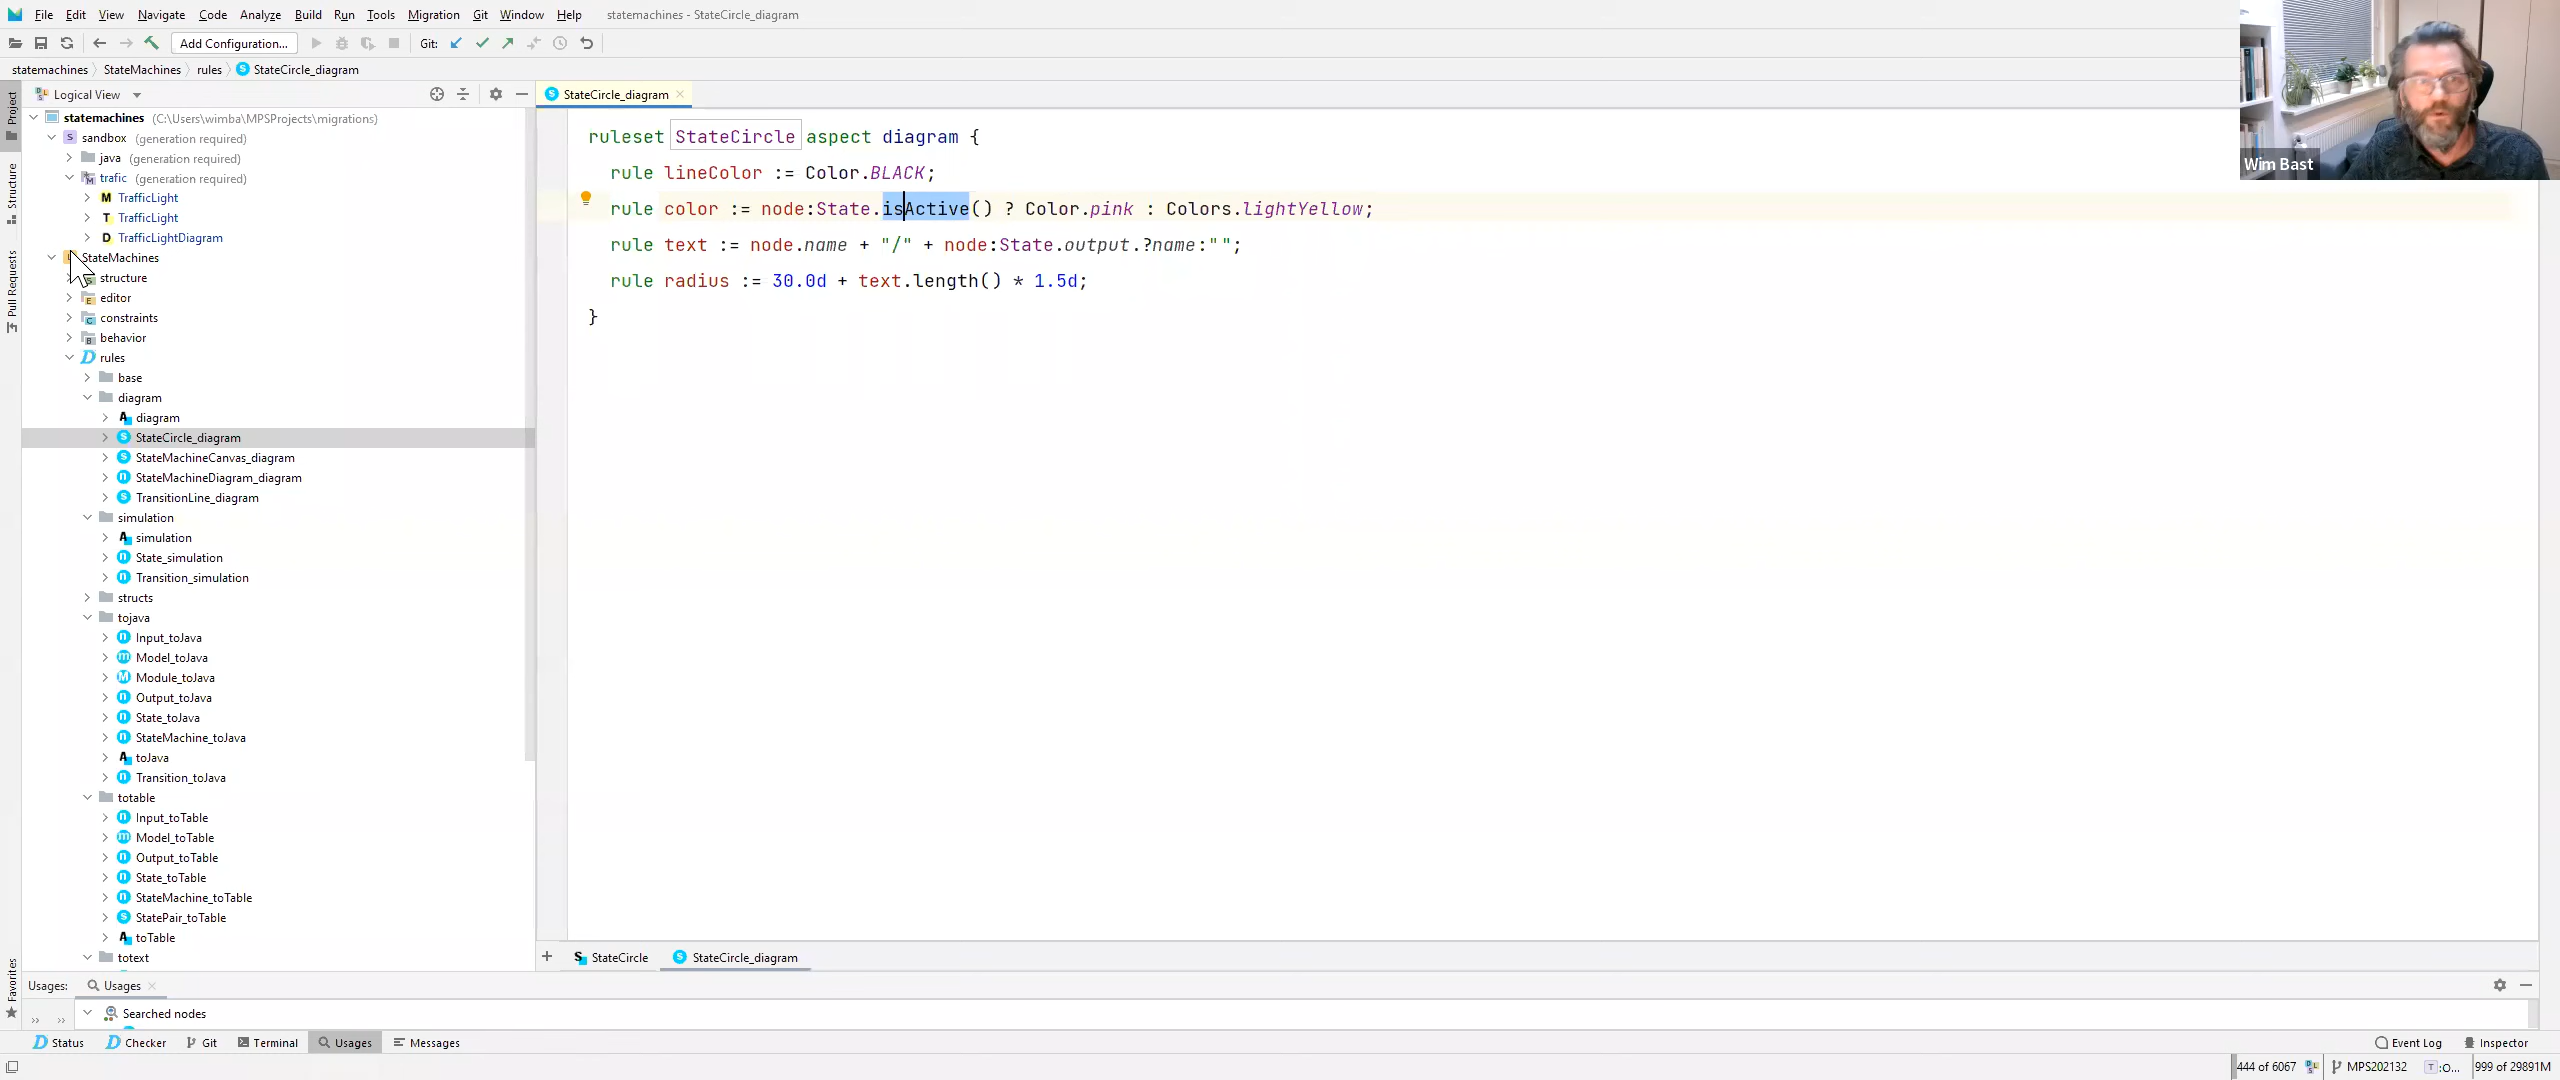 File Edit View Navigate Code Analyze Build Run Tools Migration Git Window Help statemachines - StateCircle_diagram
Add Configuration... Git:
statemachines StateMachines rules StateCircle_diagram
Logical View
StateCircle_diagram
Project
Structure
Pull Requests
Favorites
statemachines (C:\Users\wimba\MPSProjects\migrations)
sandbox (generation required)
java (generation required)
trafic (generation required)
M TrafficLight
T TrafficLight
D TrafficLightDiagram
StateMachines
structure
editor
constraints
behavior
rules
base
diagram
diagram
StateCircle_diagram
StateMachineCanvas_diagram
StateMachineDiagram_diagram
TransitionLine_diagram
simulation
simulation
State_simulation
Transition_simulation
structs
tojava
Input_toJava
Model_toJava
Module_toJava
Output_toJava
State_toJava
StateMachine_toJava
toJava
Transition_toJava
totable
Input_toTable
Model_toTable
Output_toTable
State_toTable
StateMachine_toTable
StatePair_toTable
toTable
totext
ruleset StateCircle aspect diagram {
rule lineColor := Color.BLACK;
rule color := node:State.isActive() ? Color.pink : Colors.lightYellow;
rule text := node.name + "/" + node:State.output.?name:"";
rule radius := 30.0d + text.length() * 1.5d;
}
Wim Bast
StateCircle StateCircle_diagram
Usages: Usages
Searched nodes
Status Checker Git Terminal Usages Messages
Event Log Inspector
444 of 6067 MPS202132 T:O... 999 of 29891M